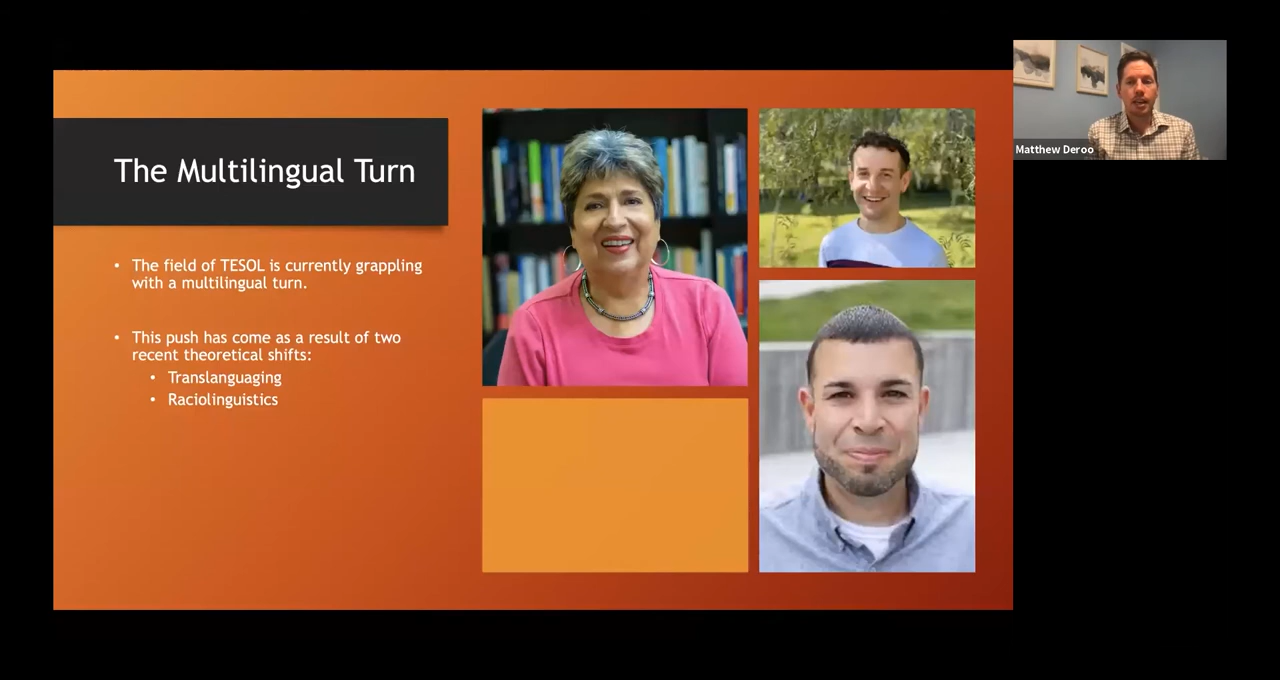 The Multilingual Turn
• The field of TESOL is currently grappling
with a multilingual turn.
• This push has come as a result of two
recent theoretical shifts:
• Translanguaging
• Raciolinguistics
Matthew Deroo